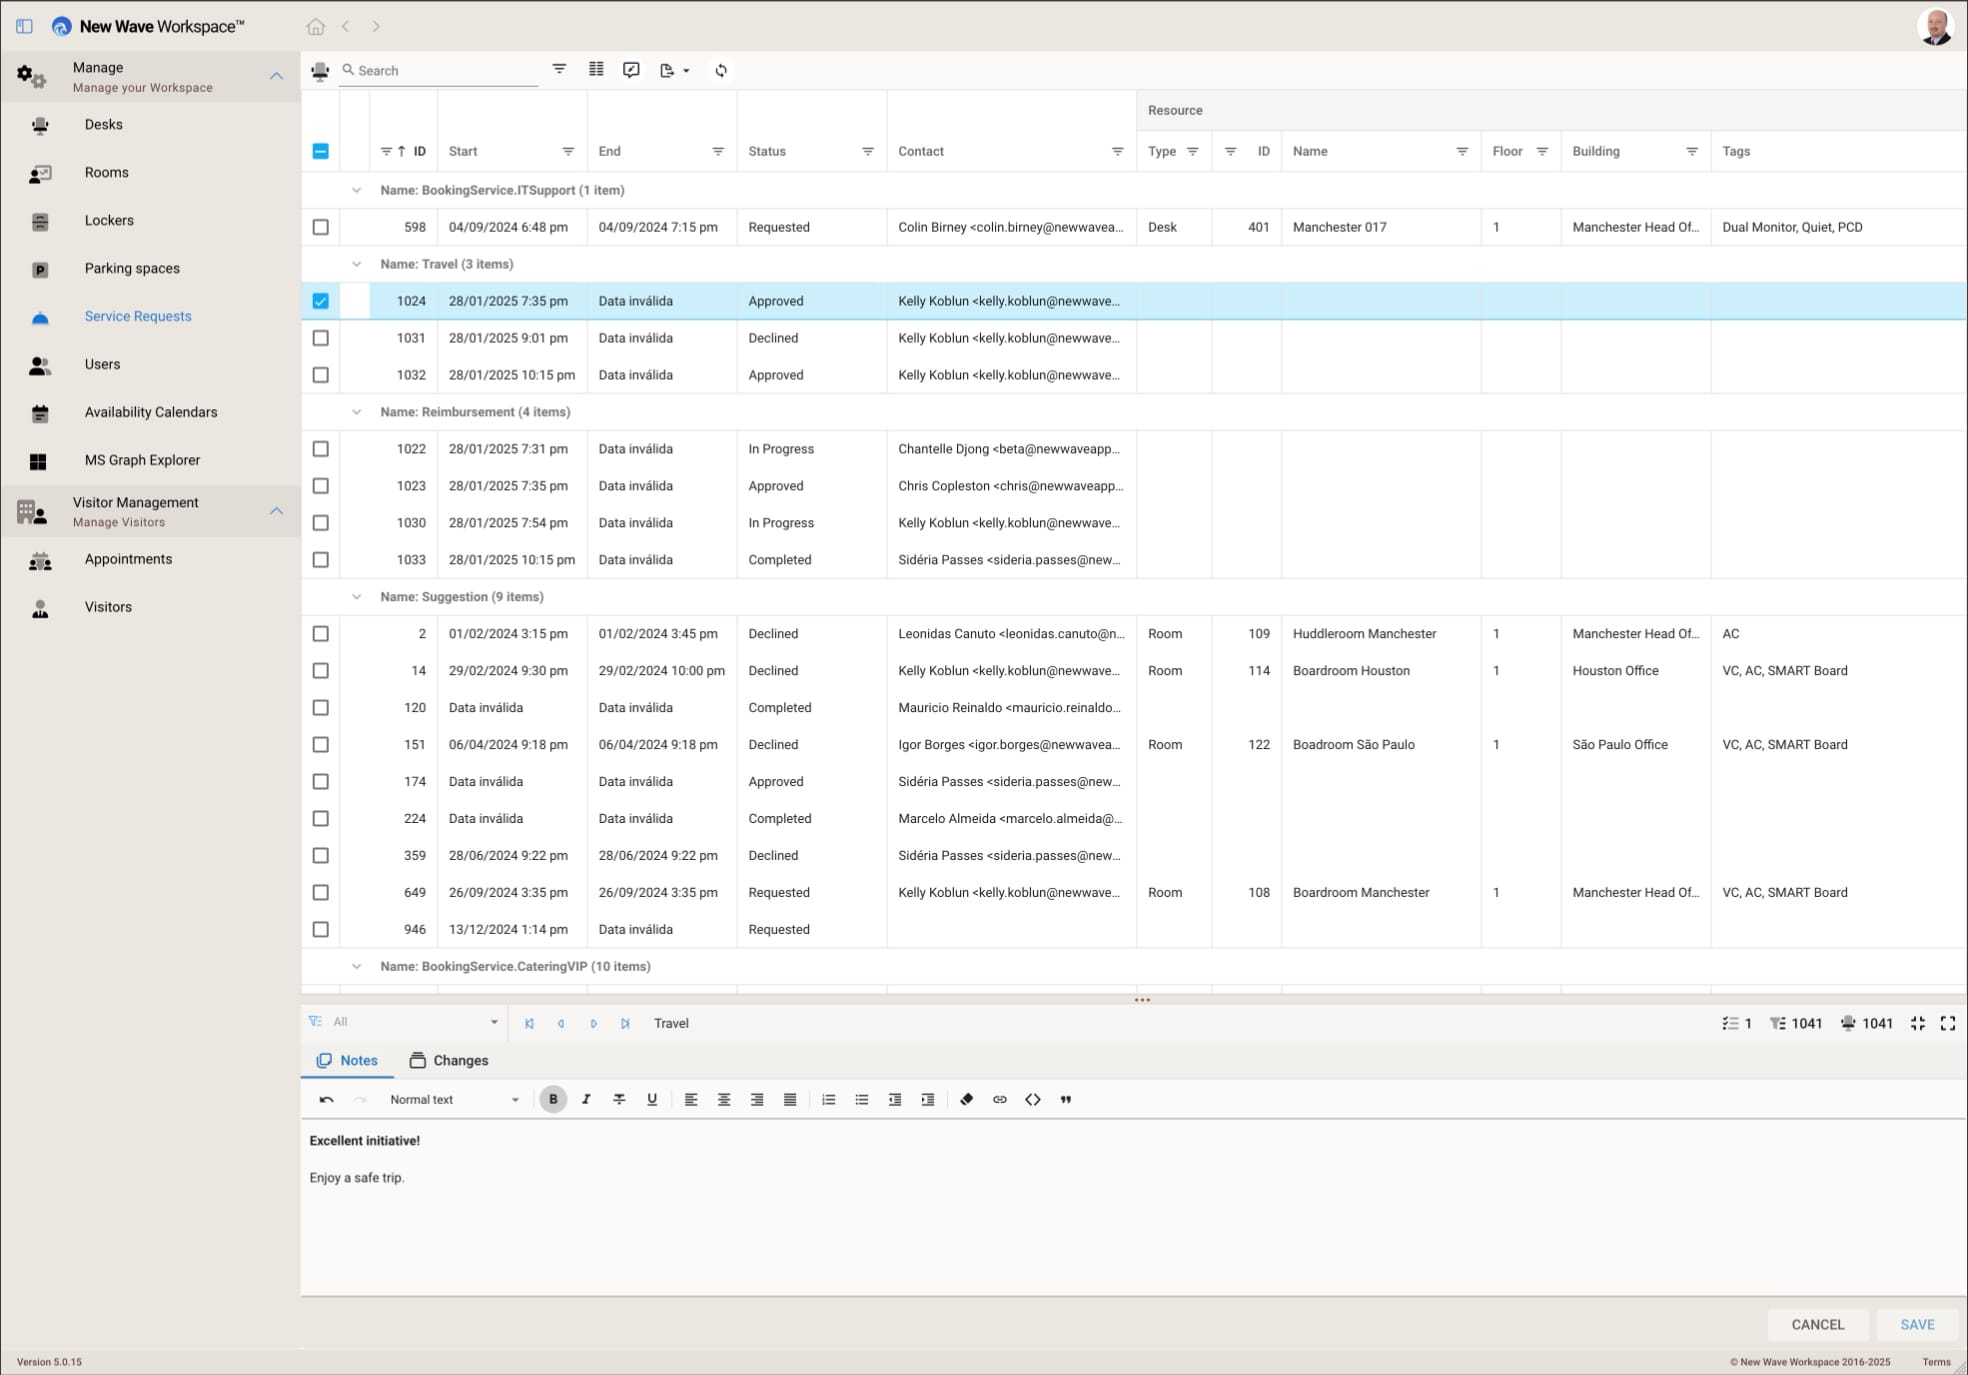 New Wave Workspace™
Manage
Manage your Workspace
Desks
Rooms
Lockers
Parking spaces
Service Requests
Users
Availability Calendars
MS Graph Explorer
Visitor Management
Manage Visitors
Appointments
Visitors
Search
Resource
ID Start End Status Contact Type ID Name Floor Building Tags
Name: BookingService.ITSupport (1 item)
598 04/09/2024 6:48 pm 04/09/2024 7:15 pm Requested Colin Birney <colin.birney@newwavea... Desk 401 Manchester 017 1 Manchester Head Of... Dual Monitor, Quiet, PCD
Name: Travel (3 items)
1024 28/01/2025 7:35 pm Data inválida Approved Kelly Koblun <kelly.koblun@newwave...
1031 28/01/2025 9:01 pm Data inválida Declined Kelly Koblun <kelly.koblun@newwave...
1032 28/01/2025 10:15 pm Data inválida Approved Kelly Koblun <kelly.koblun@newwave...
Name: Reimbursement (4 items)
1022 28/01/2025 7:31 pm Data inválida In Progress Chantelle Djong <beta@newwaveapp...
1023 28/01/2025 7:35 pm Data inválida Approved Chris Copleston <chris@newwaveapp...
1030 28/01/2025 7:54 pm Data inválida In Progress Kelly Koblun <kelly.koblun@newwave...
1033 28/01/2025 10:15 pm Data inválida Completed Sidéria Passes <sideria.passes@new...
Name: Suggestion (9 items)
2 01/02/2024 3:15 pm 01/02/2024 3:45 pm Declined Leonidas Canuto <leonidas.canuto@n... Room 109 Huddleroom Manchester 1 Manchester Head Of... AC
14 29/02/2024 9:30 pm 29/02/2024 10:00 pm Declined Kelly Koblun <kelly.koblun@newwave... Room 114 Boardroom Houston 1 Houston Office VC, AC, SMART Board
120 Data inválida Data inválida Completed Mauricio Reinaldo <mauricio.reinaldo...
151 06/04/2024 9:18 pm 06/04/2024 9:18 pm Declined Igor Borges <igor.borges@newwavea... Room 122 Boadroom São Paulo 1 São Paulo Office VC, AC, SMART Board
174 Data inválida Data inválida Approved Sidéria Passes <sideria.passes@new...
224 Data inválida Data inválida Completed Marcelo Almeida <marcelo.almeida@...
359 28/06/2024 9:22 pm 28/06/2024 9:22 pm Declined Sidéria Passes <sideria.passes@new...
649 26/09/2024 3:35 pm 26/09/2024 3:35 pm Requested Kelly Koblun <kelly.koblun@newwave... Room 108 Boardroom Manchester 1 Manchester Head Of... VC, AC, SMART Board
946 13/12/2024 1:14 pm Data inválida Requested
Name: BookingService.CateringVIP (10 items)
All Travel 1 1041 1041
Notes Changes
Normal text B I U
Excellent initiative!
Enjoy a safe trip.
CANCEL SAVE
Version 5.0.15 © New Wave Workspace 2016-2025 Terms